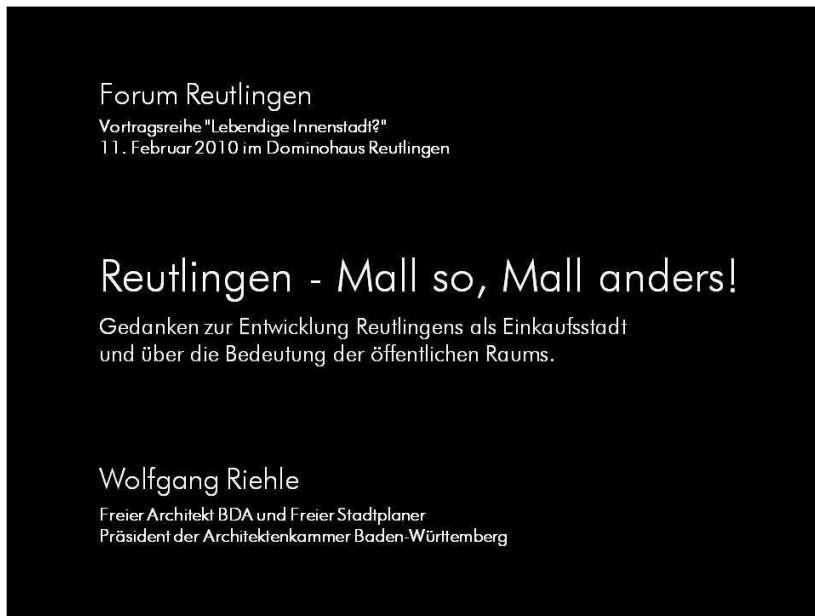 Forum Reutlingen
Vortragsreihe "Lebendige Innenstadt?"
11. Februar 2010 im Dominohaus Reutlingen
Reutlingen - Mall so, Mall anders!
Gedanken zur Entwicklung Reutlingens als Einkaufsstadt
und über die Bedeutung der öffentlichen Raums.
Wolfgang Riehle
Freier Architekt BDA und Freier Stadtplaner
Präsident der Architektenkammer Baden-Württemberg